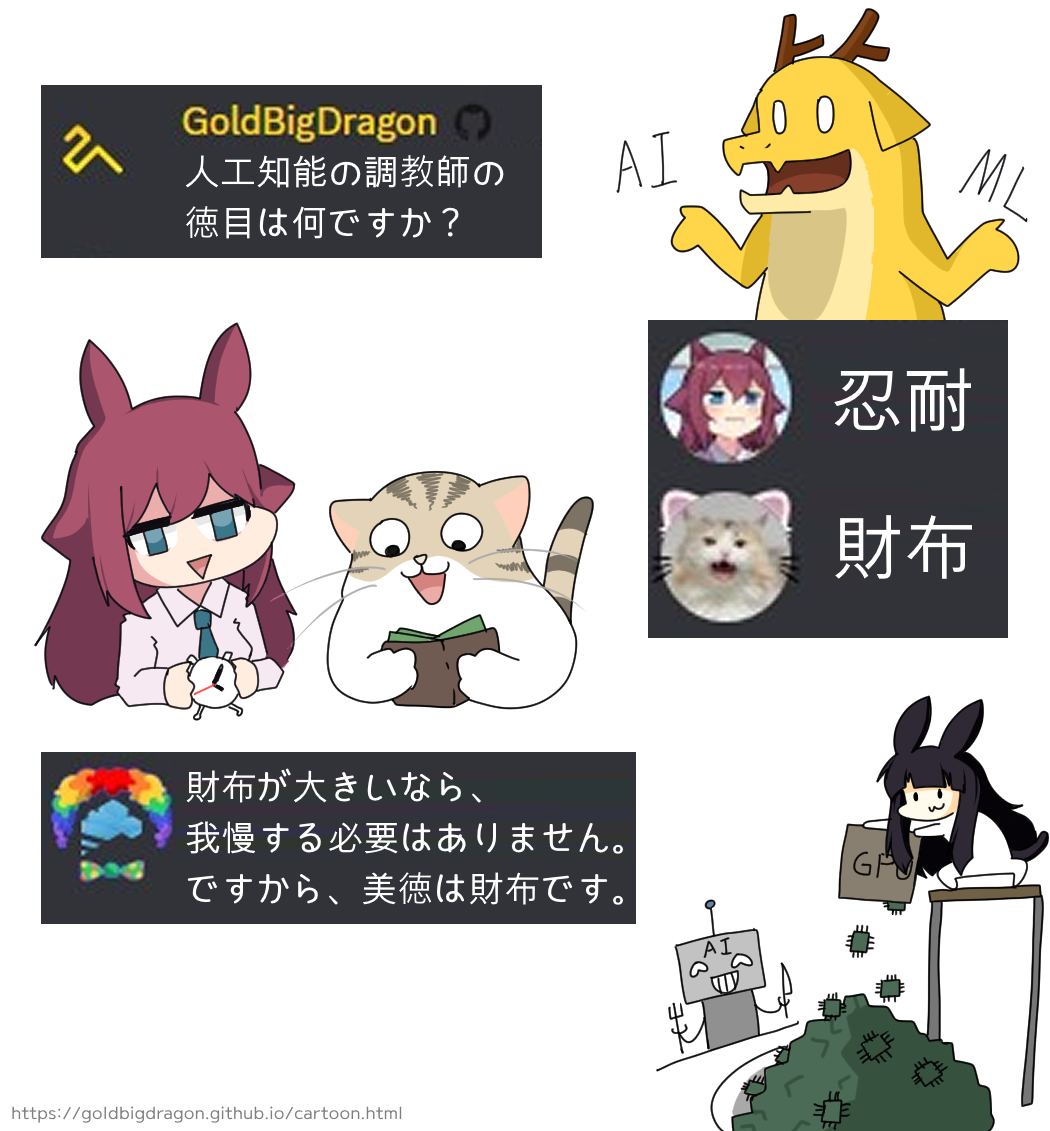 GoldBigDragon
人工知能の調教師の
徳目は何ですか？
AI
ML
忍耐
財布
財布が大きいなら、
我慢する必要はありません。
ですから、美徳は財布です。
GPU
AI
https://goldbigdragon.github.io/cartoon.html